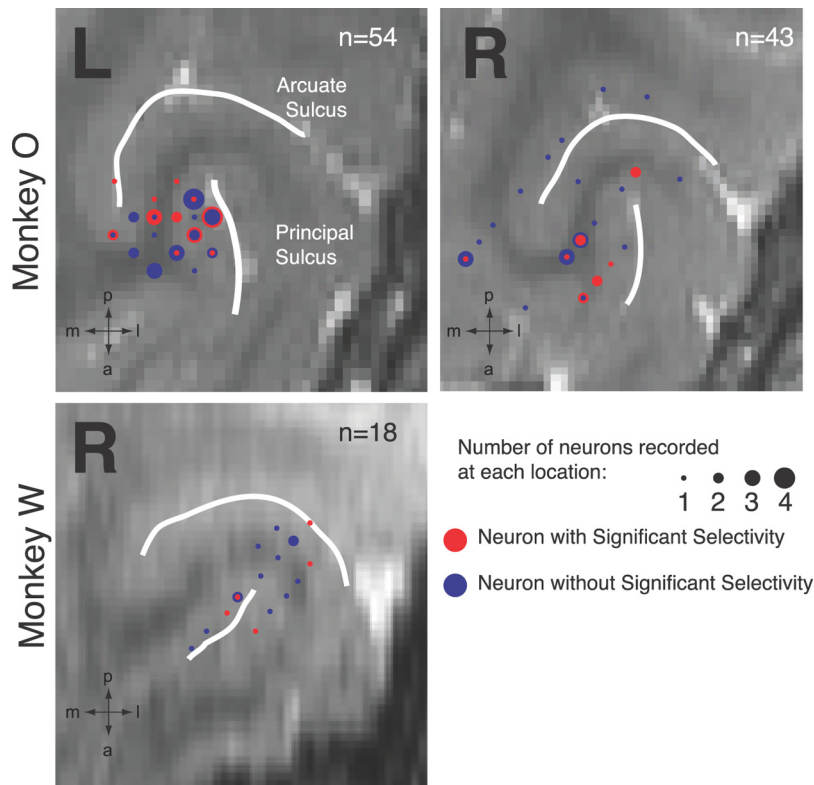 L
n=54
Arcuate
Sulcus
Principal
Sulcus
p
m l
a
R
n=43
p
m l
a
Monkey O
R
n=18
p
m l
a
Monkey W
Number of neurons recorded
at each location:
1 2 3 4
Neuron with Significant Selectivity
Neuron without Significant Selectivity